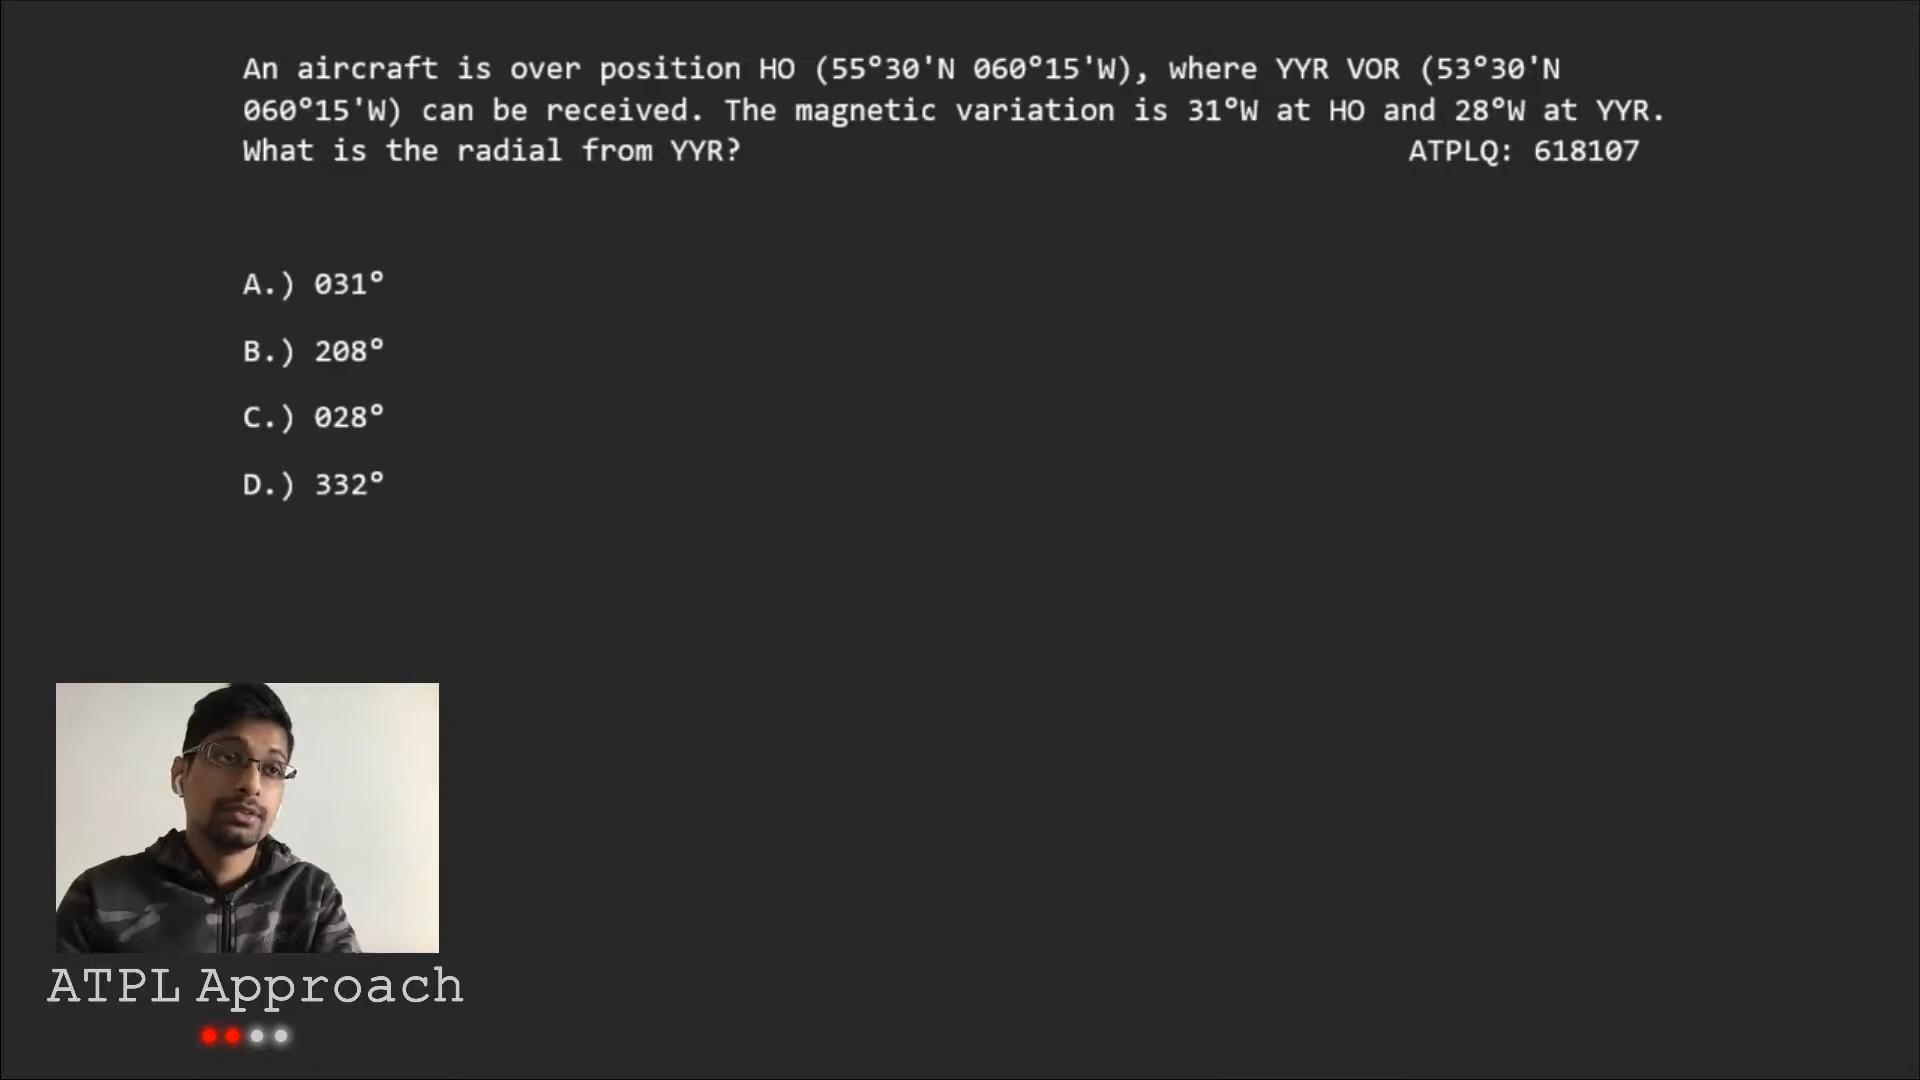 An aircraft is over position HO (55°30'N 060°15'W), where YYR VOR (53°30'N
060°15'W) can be received. The magnetic variation is 31°W at HO and 28°W at YYR.
What is the radial from YYR? ATPLQ: 618107
A.) 031°
B.) 208°
C.) 028°
D.) 332°
ATPL Approach